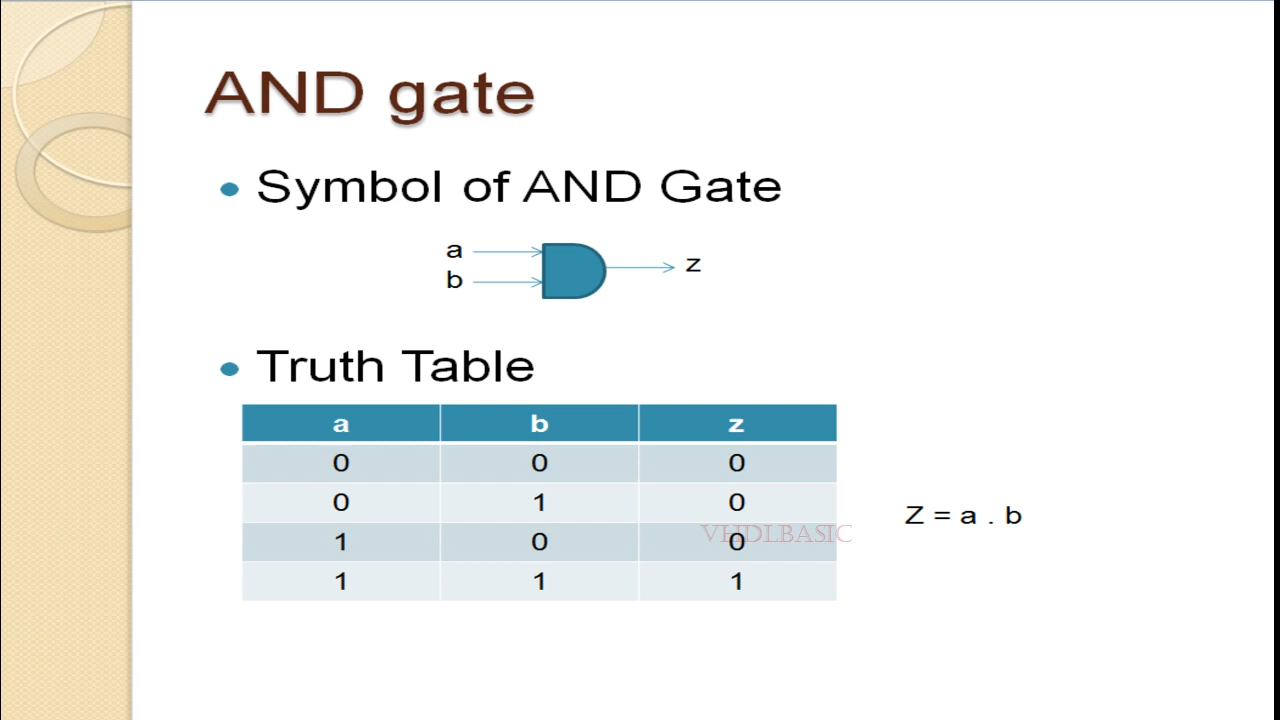 AND gate
Symbol of AND Gate
a
b
z
Truth Table
a b z
0 0 0
0 1 0
VHDLBASIC
Z = a . b
1 0 0
1 1 1